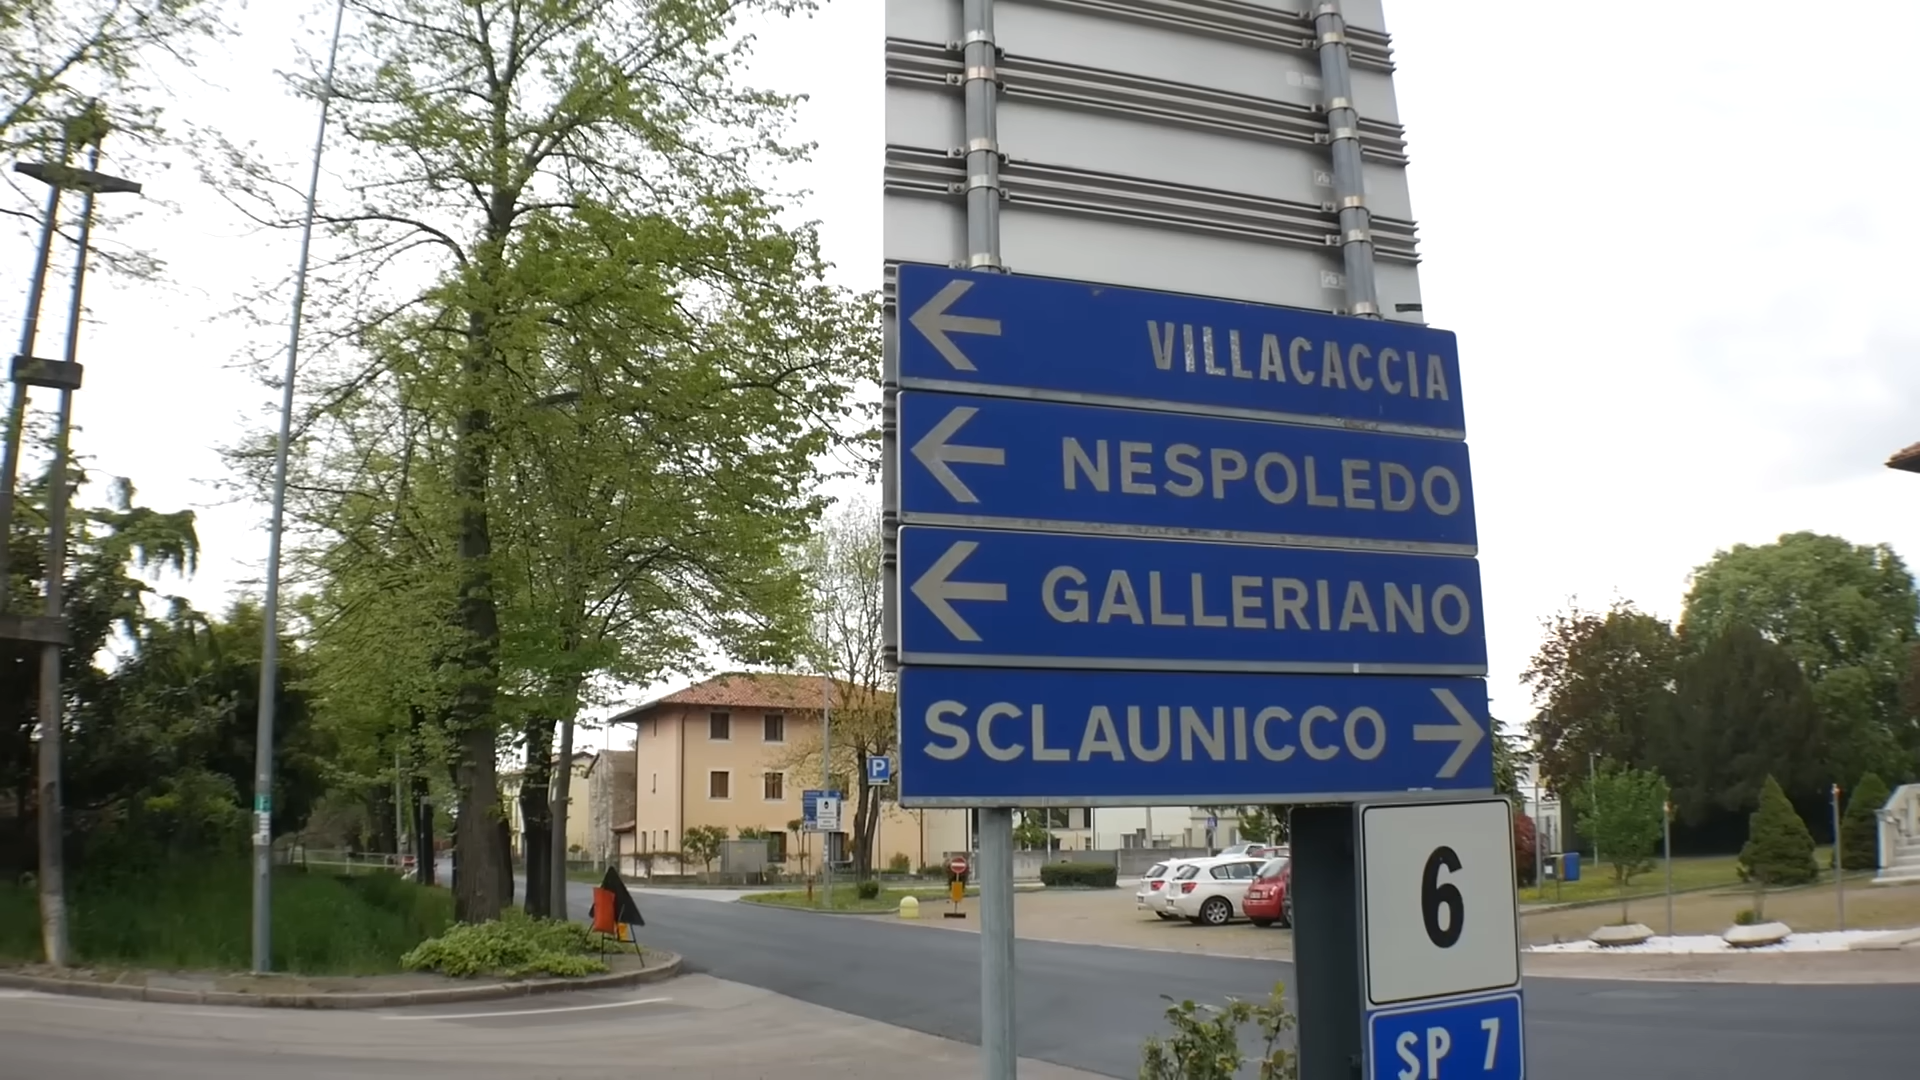 VILLACACCIA
NESPOLEDO
GALLERIANO
SCLAUNICCO
P
6
SP 7